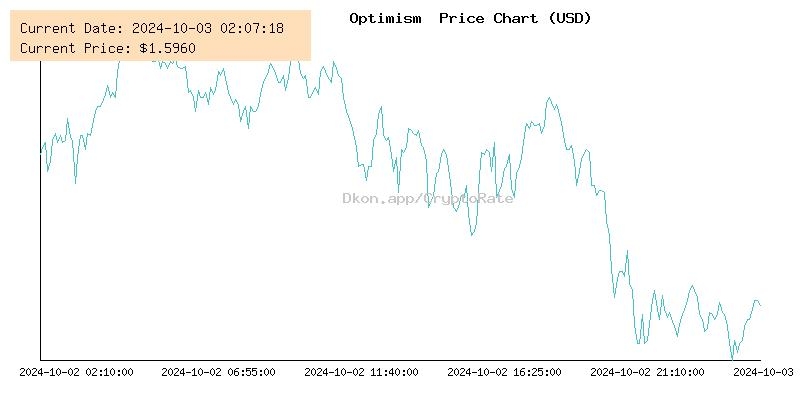 Optimism Price Chart (USD)
Current Date: 2024-10-03 02:07:18
Current Price: $1.5960
Dkon.app/CryptoRate
2024-10-02 02:10:00 2024-10-02 06:55:00 2024-10-02 11:40:00 2024-10-02 16:25:00 2024-10-02 21:10:00 2024-10-03